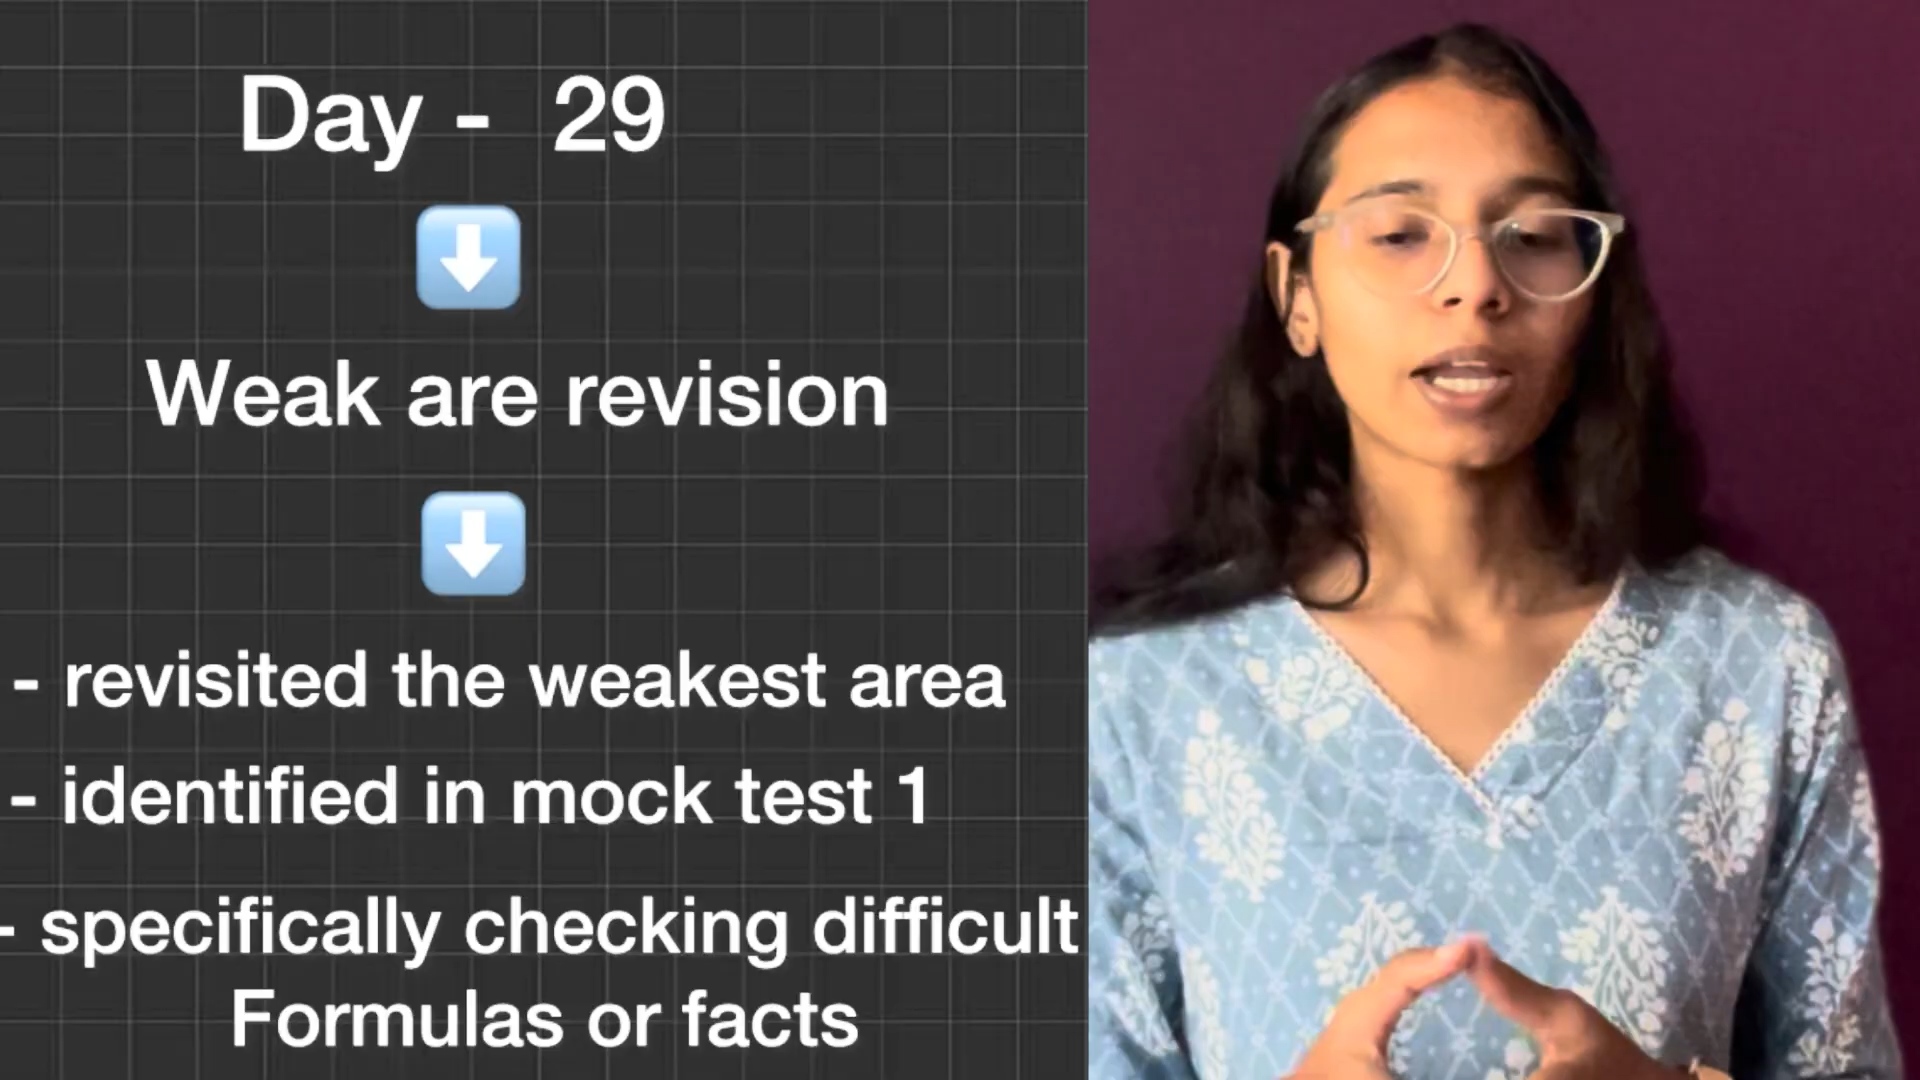 Day - 29
Weak are revision
- revisited the weakest area
- identified in mock test 1
- specifically checking difficult
Formulas or facts